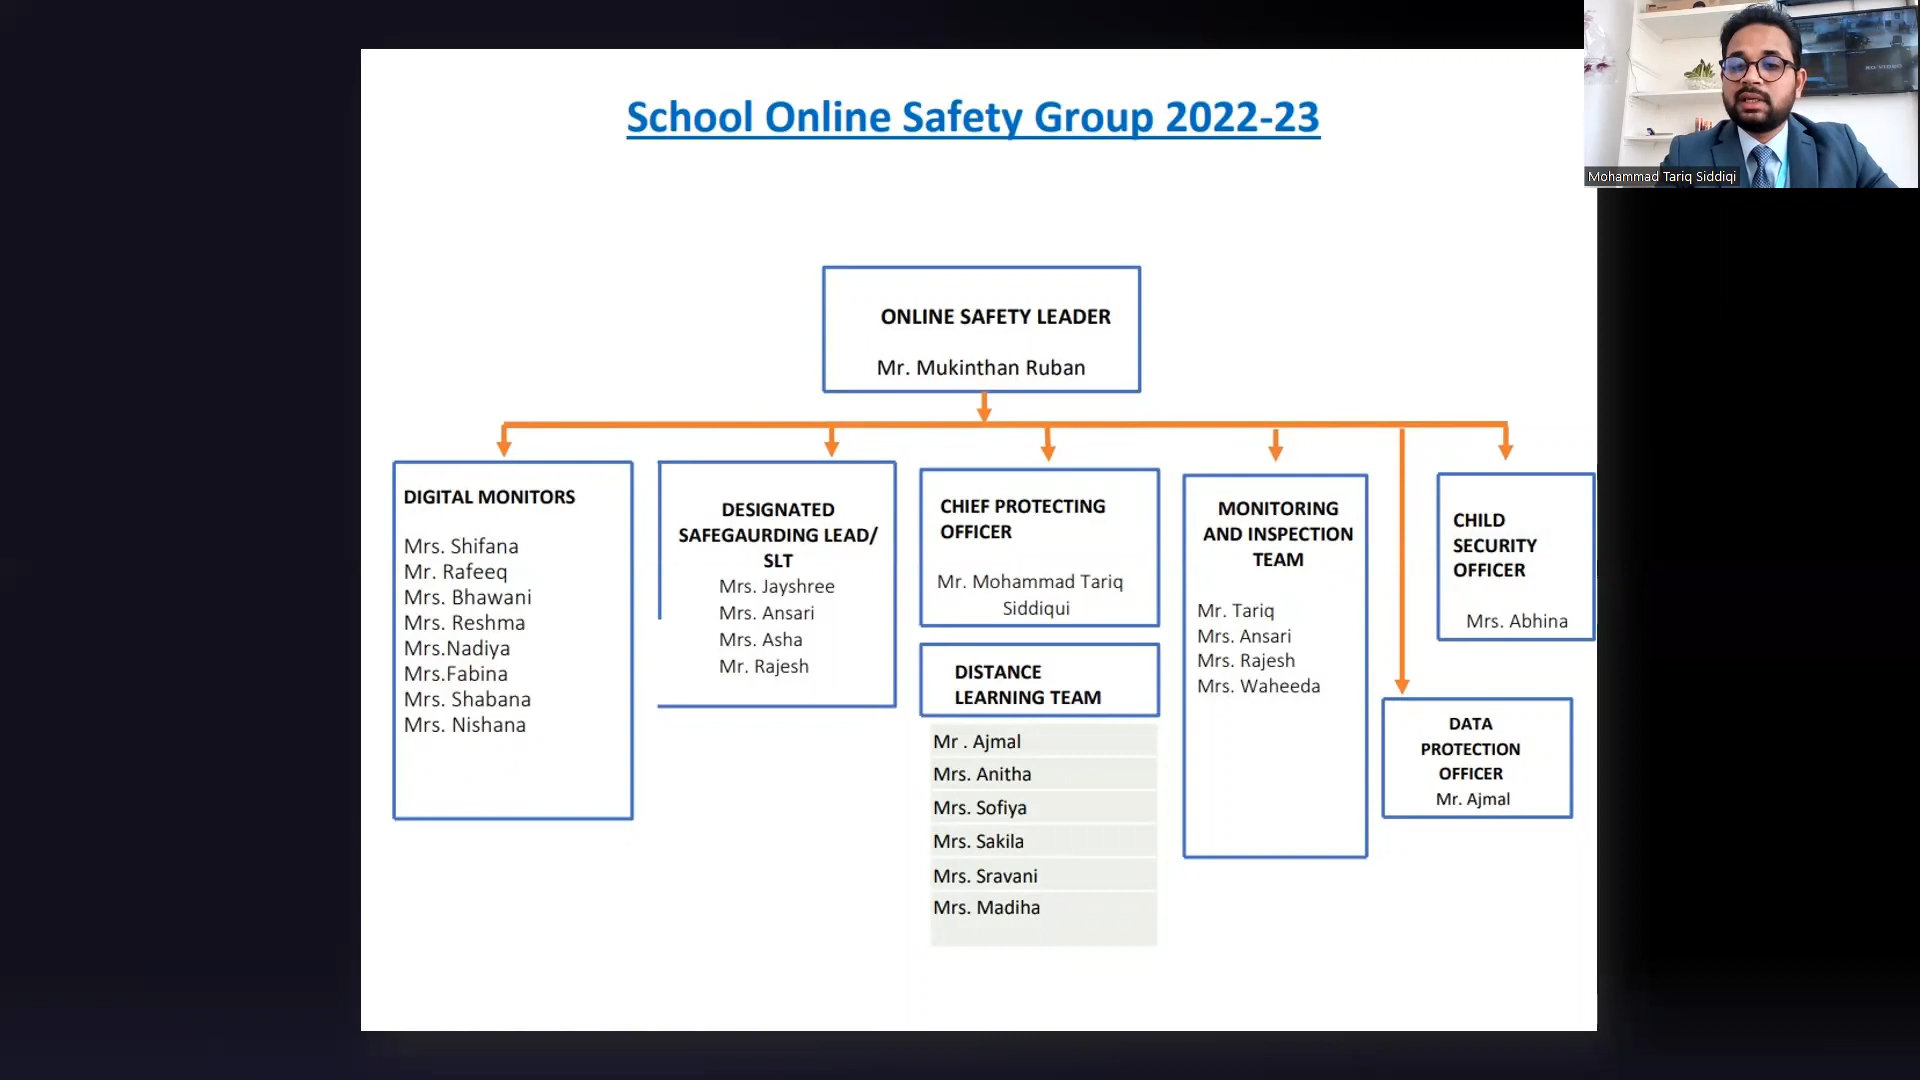 School Online Safety Group 2022-23
Mohammad Tariq Siddiqi
ONLINE SAFETY LEADER
Mr. Mukinthan Ruban
DIGITAL MONITORS
Mrs. Shifana
Mr. Rafeeq
Mrs. Bhawani
Mrs. Reshma
Mrs.Nadiya
Mrs.Fabina
Mrs. Shabana
Mrs. Nishana
DESIGNATED
SAFEGAURDING LEAD/
SLT
Mrs. Jayshree
Mrs. Ansari
Mrs. Asha
Mr. Rajesh
CHIEF PROTECTING
OFFICER
Mr. Mohammad Tariq
Siddiqui
DISTANCE
LEARNING TEAM
Mr . Ajmal
Mrs. Anitha
Mrs. Sofiya
Mrs. Sakila
Mrs. Sravani
Mrs. Madiha
MONITORING
AND INSPECTION
TEAM
Mr. Tariq
Mrs. Ansari
Mrs. Rajesh
Mrs. Waheeda
CHILD
SECURITY
OFFICER
Mrs. Abhina
DATA
PROTECTION
OFFICER
Mr. Ajmal